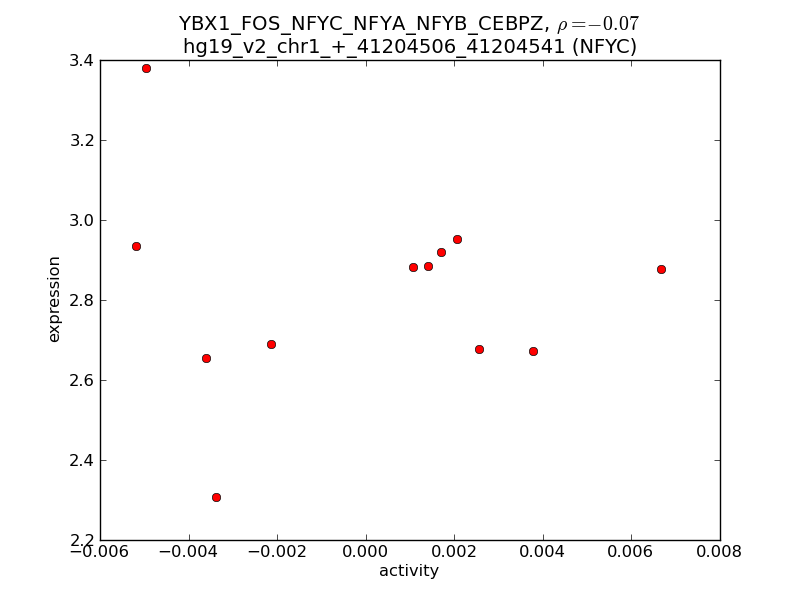 YBX1_FOS_NFYC_NFYA_NFYB_CEBPZ, ρ=−0.07
hg19_v2_chr1_+_41204506_41204541 (NFYC)
3.4
3.2
3.0
2.8
2.6
2.4
2.2
expression
−0.006 −0.004 −0.002 0.000 0.002 0.004 0.006 0.008
activity